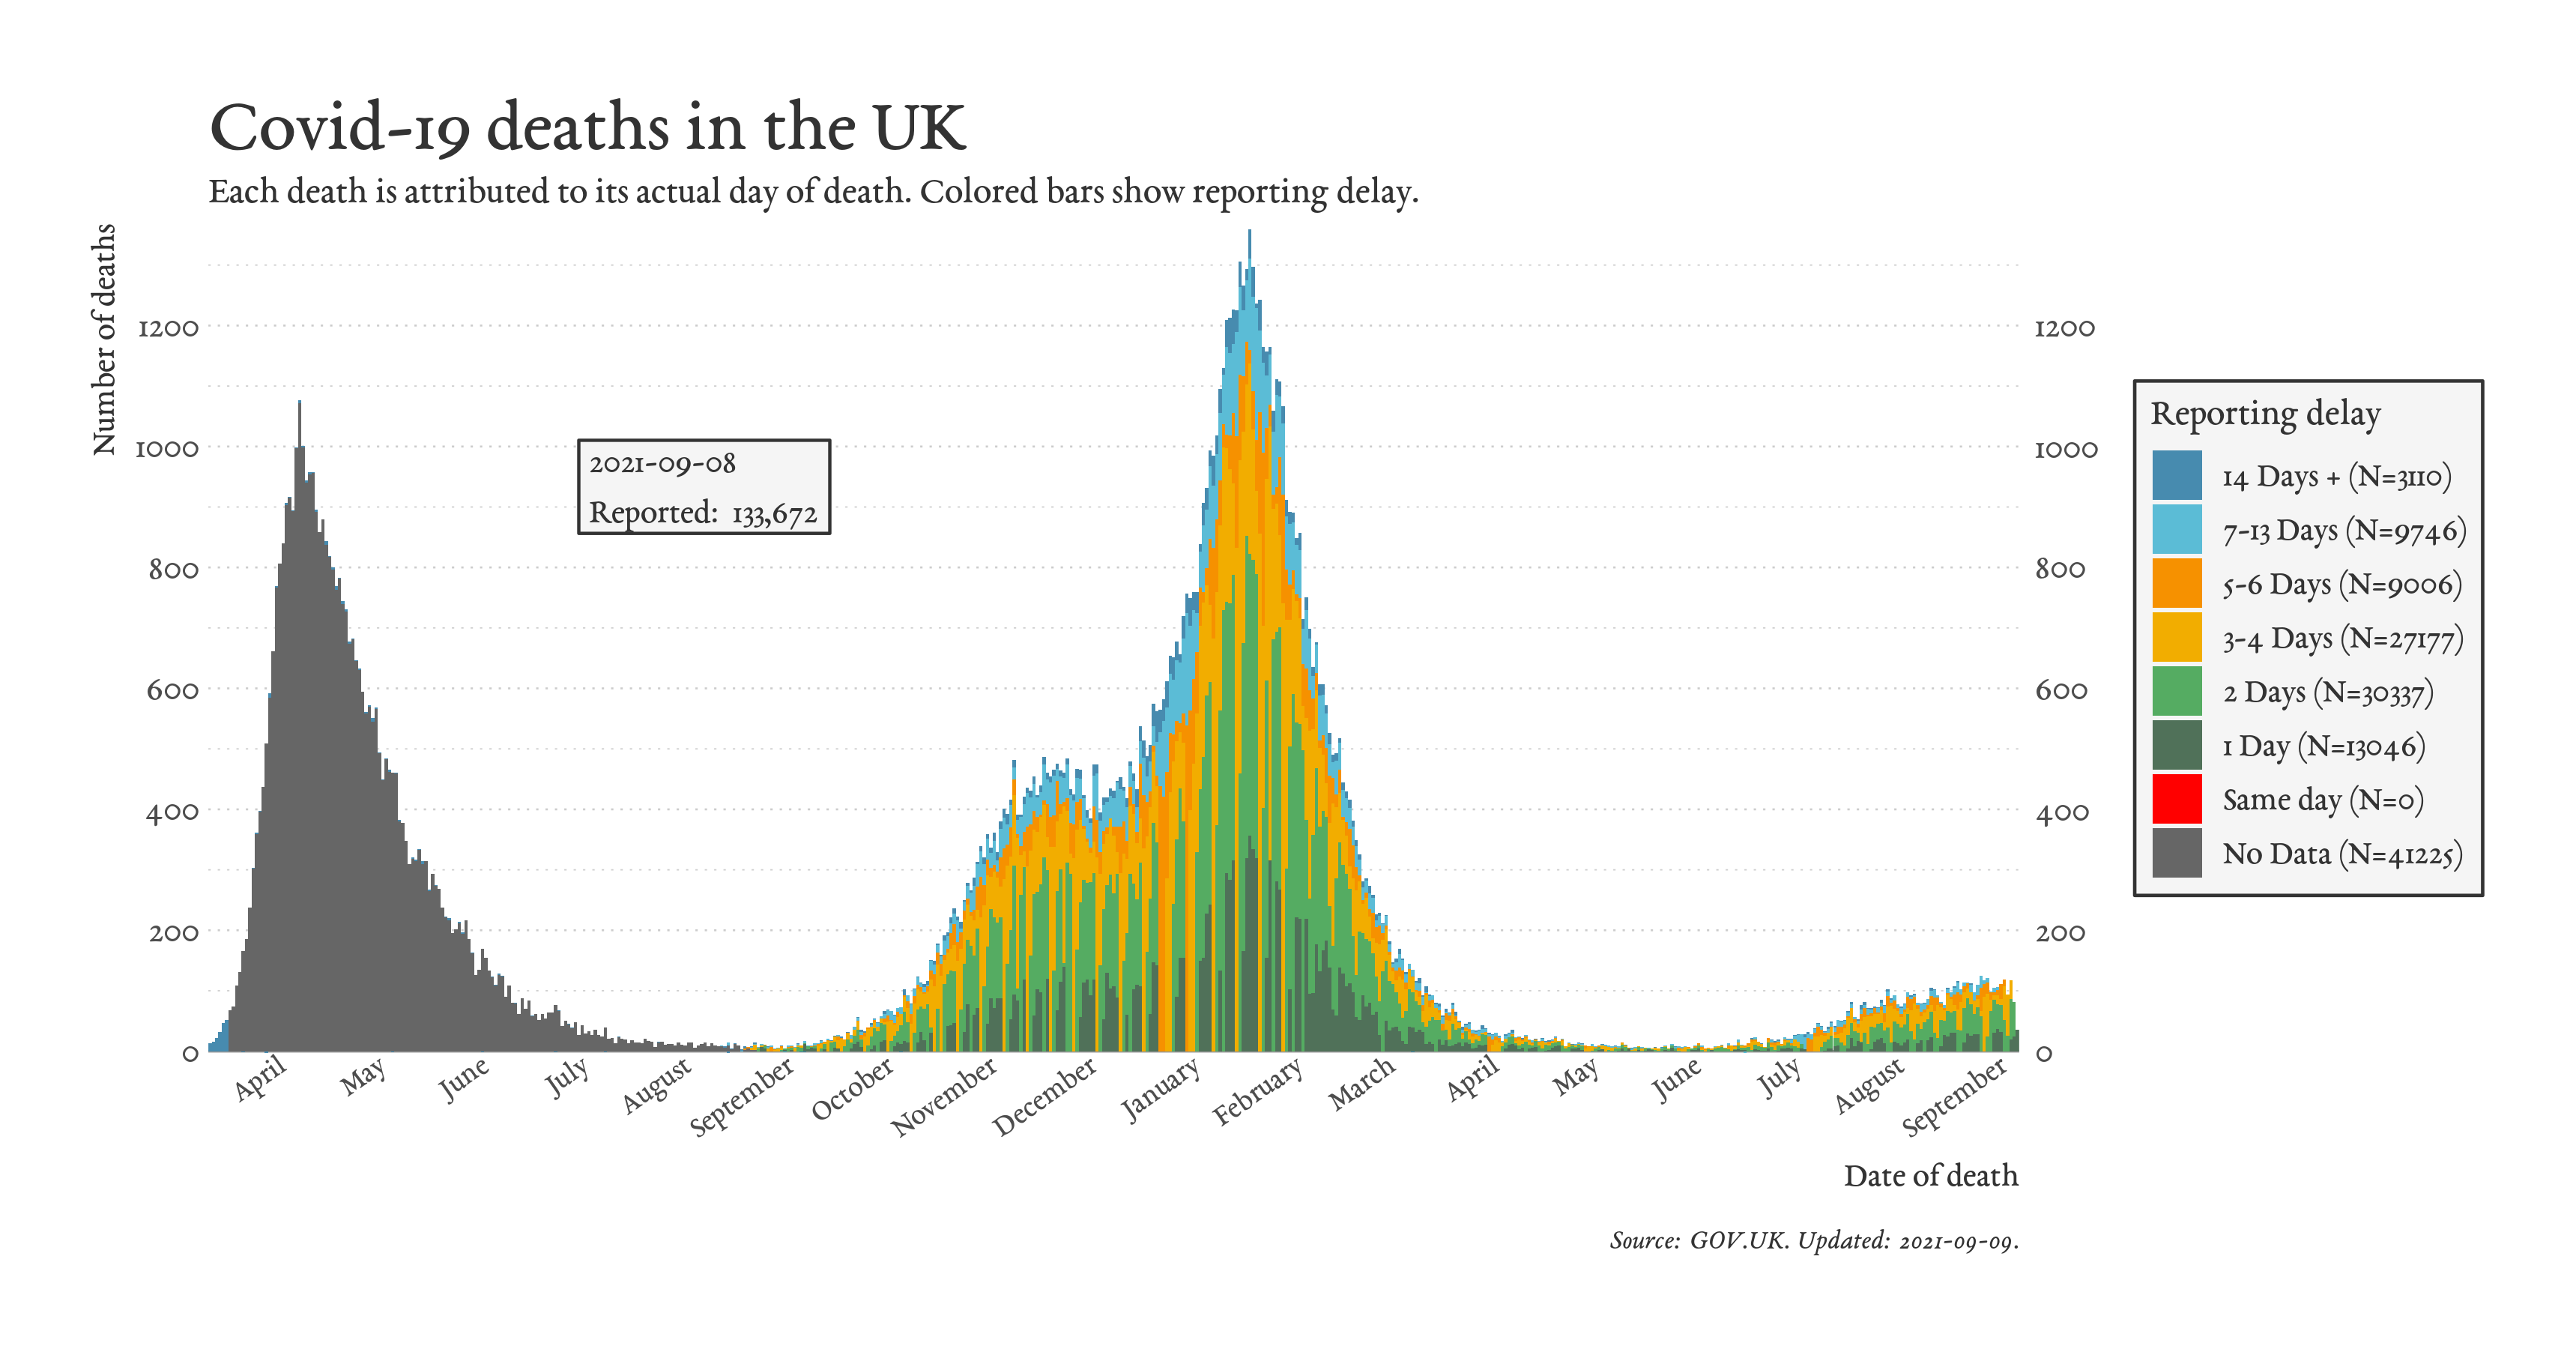 Covid-19 deaths in the UK
Each death is attributed to its actual day of death. Colored bars show reporting delay.
Number of deaths
1200
1000
800
600
400
200
0
2021-09-08
Reported: 133,672
1200
1000
800
600
400
200
0
April
May
June
July
August
September
October
November
December
January
February
March
April
May
June
July
August
September
Date of death
Reporting delay
14 Days + (N=3110)
7-13 Days (N=9746)
5-6 Days (N=9006)
3-4 Days (N=27177)
2 Days (N=30337)
1 Day (N=13046)
Same day (N=0)
No Data (N=41225)
Source: GOV.UK. Updated: 2021-09-09.